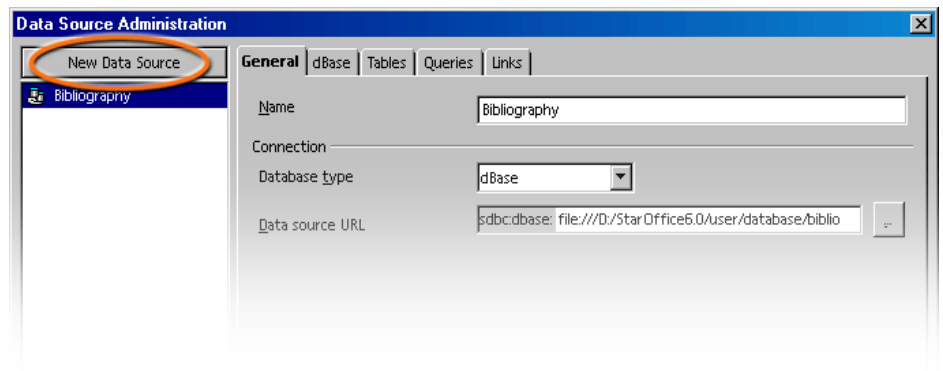 Data Source Administration
New Data Source
General dBase Tables Queries Links
Bibliography
Name Bibliography
Connection
Database type dBase
Data source URL sdbc:dbase: file:///D:/StarOffice6.0/user/database/biblio ...